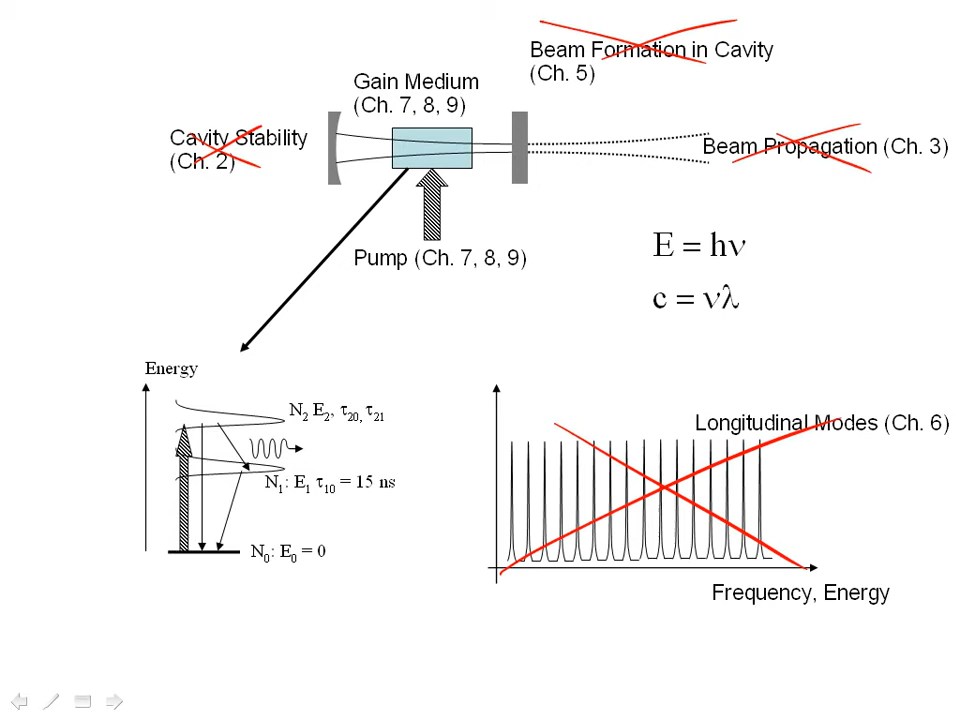 Beam Formation in Cavity
(Ch. 5)
Gain Medium
(Ch. 7, 8, 9)
Cavity Stability
(Ch. 2)
Beam Propagation (Ch. 3)
Pump (Ch. 7, 8, 9)
E = hν
c = νλ
Energy
N₂ E₂, τ₂₀, τ₂₁
N₁: E₁ τ₁₀ = 15 ns
N₀: E₀ = 0
Longitudinal Modes (Ch. 6)
Frequency, Energy